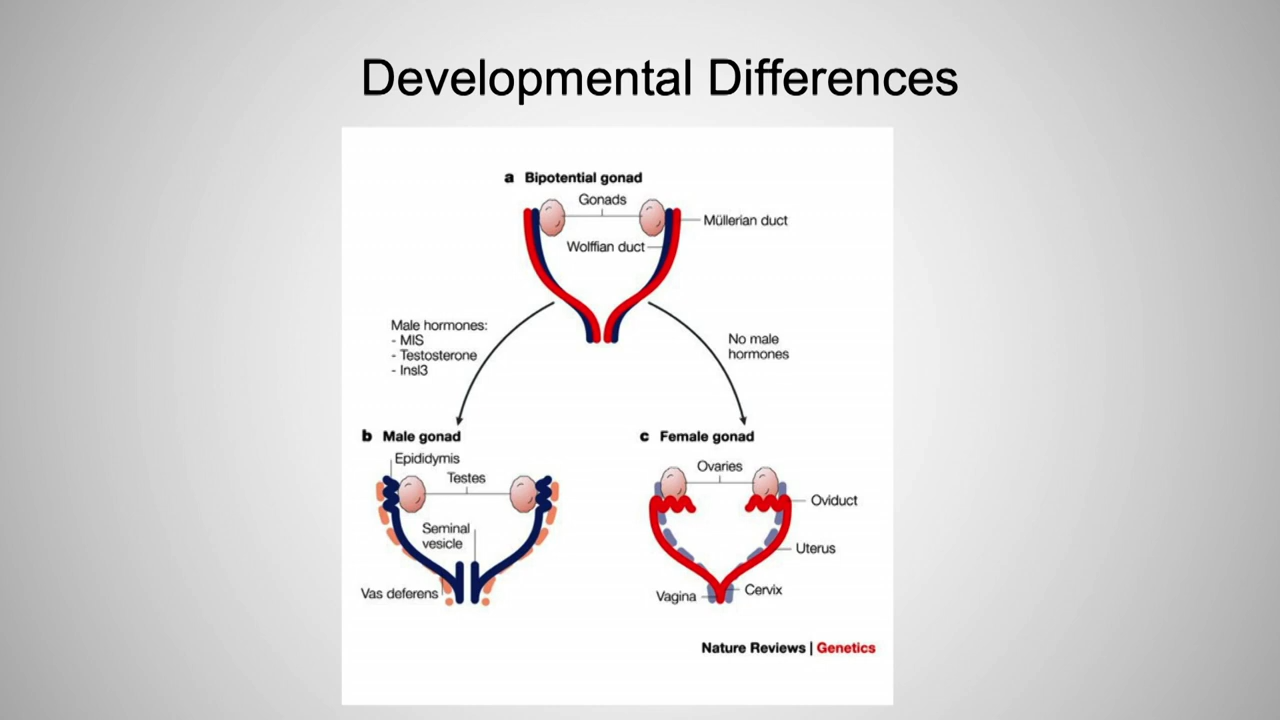 Developmental Differences
a Bipotential gonad
Gonads
Müllerian duct
Wolffian duct
Male hormones:
- MIS
- Testosterone
- Insl3
No male
hormones
b Male gonad
Epididymis
Testes
Seminal
vesicle
Vas deferens
c Female gonad
Ovaries
Oviduct
Uterus
Cervix
Vagina
Nature Reviews | Genetics